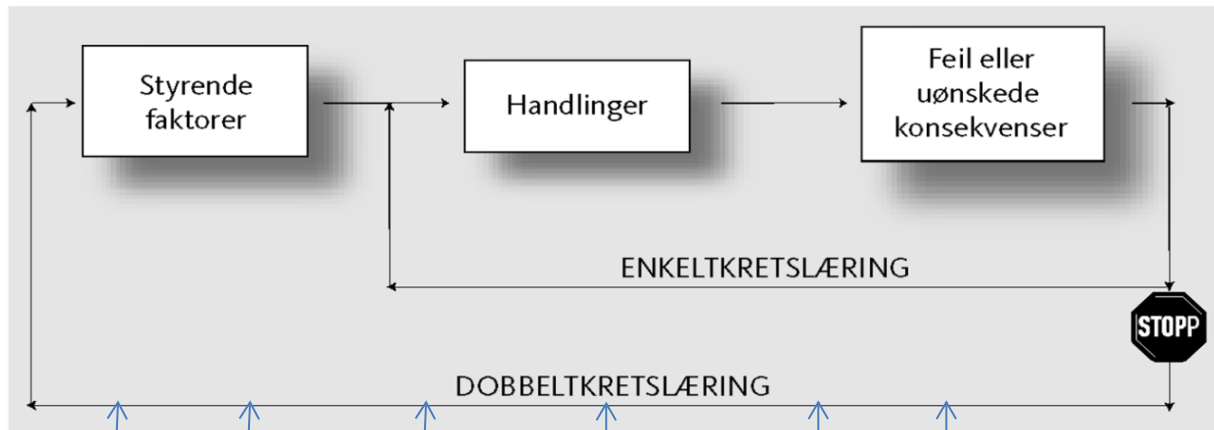 Styrende
faktorer
Handlinger
Feil eller
uønskede
konsekvenser
ENKELTKRETSLÆRING
STOPP
DOBBELTKRETSLÆRING